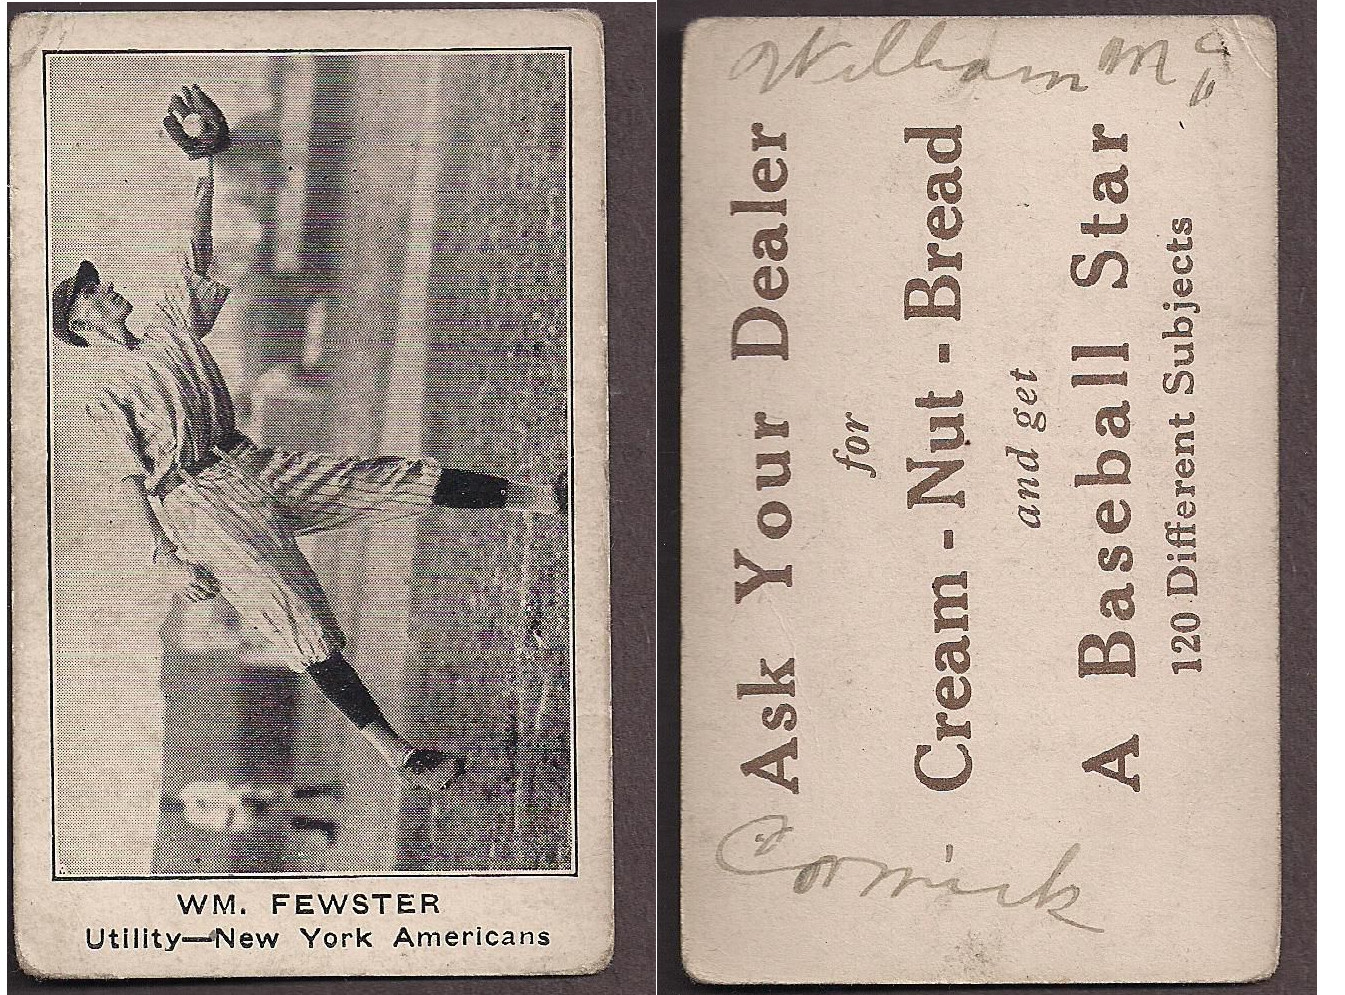 WM. FEWSTER
Utility—New York Americans
William Mc
Cormick
Ask Your Dealer
for
Cream-Nut-Bread
and get
A Baseball Star
120 Different Subjects